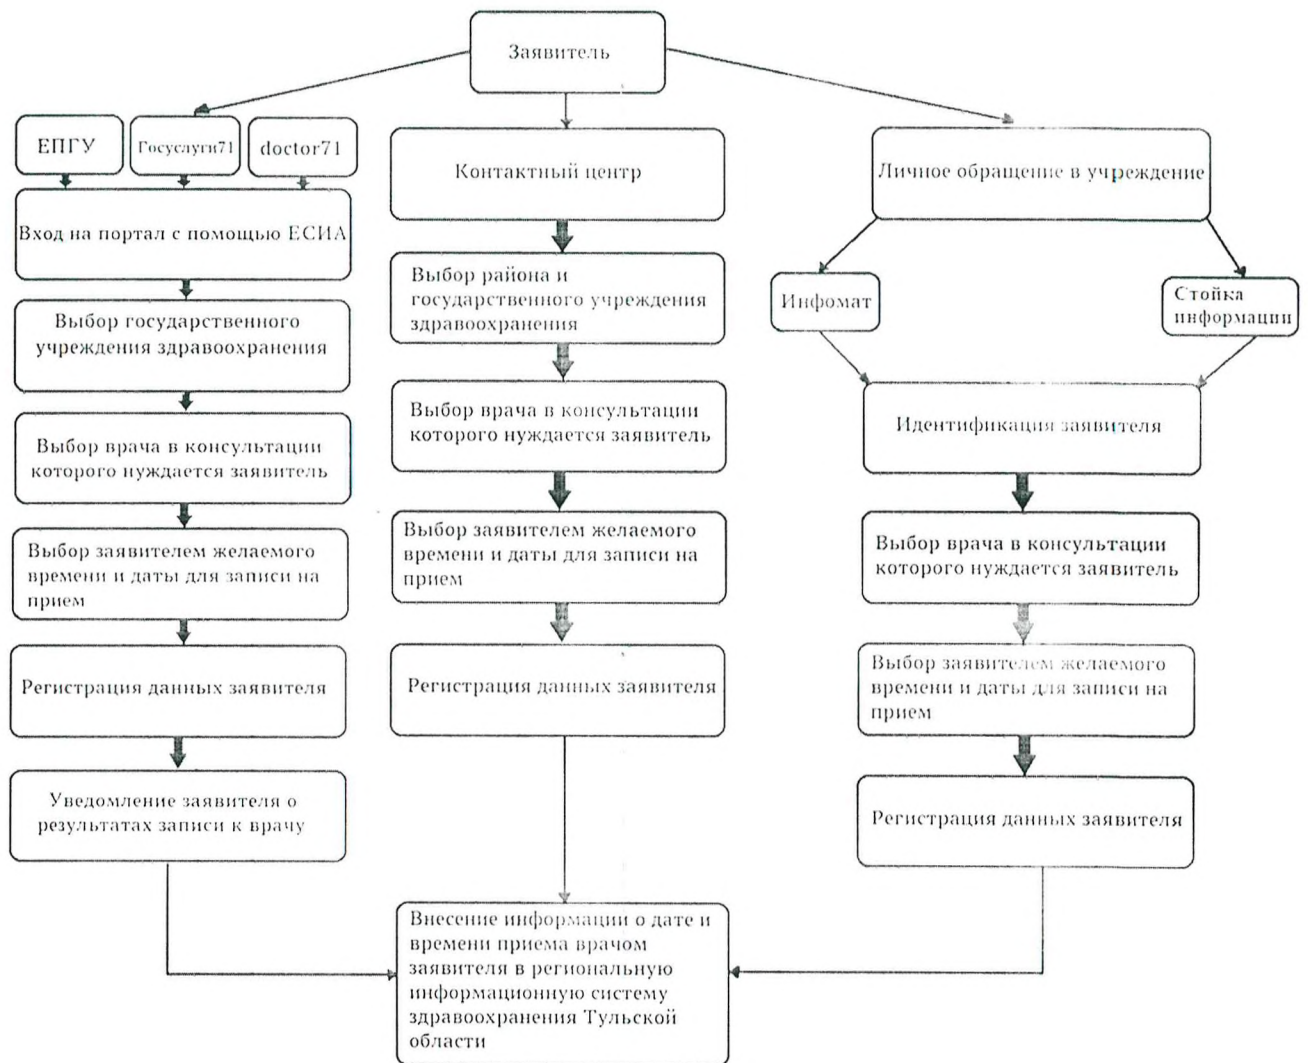 Заявитель
ЕПГУ
Госуслуги71
doctor71
Вход на портал с помощью ЕСИА
Выбор государственного
учреждения здравоохранения
Выбор врача в консультации
которого нуждается заявитель
Выбор заявителем желаемого
времени и даты для записи на
прием
Регистрация данных заявителя
Уведомление заявителя о
результатах записи к врачу
Контактный центр
Выбор района и
государственного учреждения
здравоохранения
Выбор врача в консультации
которого нуждается заявитель
Выбор заявителем желаемого
времени и даты для записи на
прием
Регистрация данных заявителя
Личное обращение в учреждение
Инфомат
Стойка
информации
Идентификация заявителя
Выбор врача в консультации
которого нуждается заявитель
Выбор заявителем желаемого
времени и даты для записи на
прием
Регистрация данных заявителя
Внесение информации о дате и
времени приема врачом
заявителя в региональную
информационную систему
здравоохранения Тульской
области